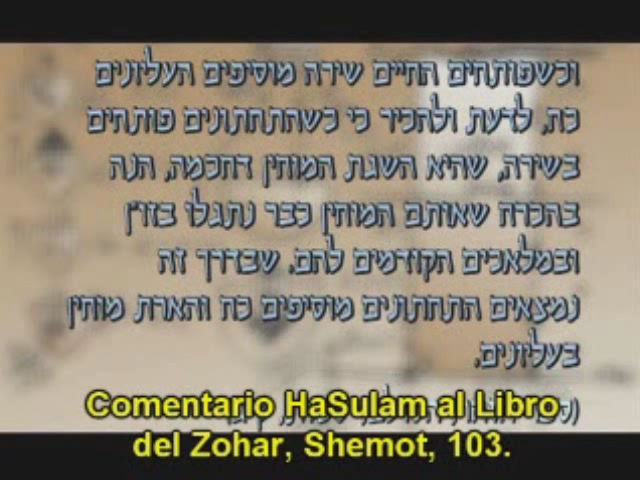 וכשפותחים החיים שירה מוסיפים העליונים
כח, לדעת ולהכיר כי כשהתחתונים פותחים
בשירה, שהיא השגת המוחין דחכמה, הנה
בהכרח שאותם המוחין כבר נתגלו בזו"ן
ובמלאכים הקודמים להם. שבדרך זה
נמצאים התחתונים מוסיפים כח והארת מוחין
בעליונים.
Comentario HaSulam al Libro
del Zohar, Shemot, 103.